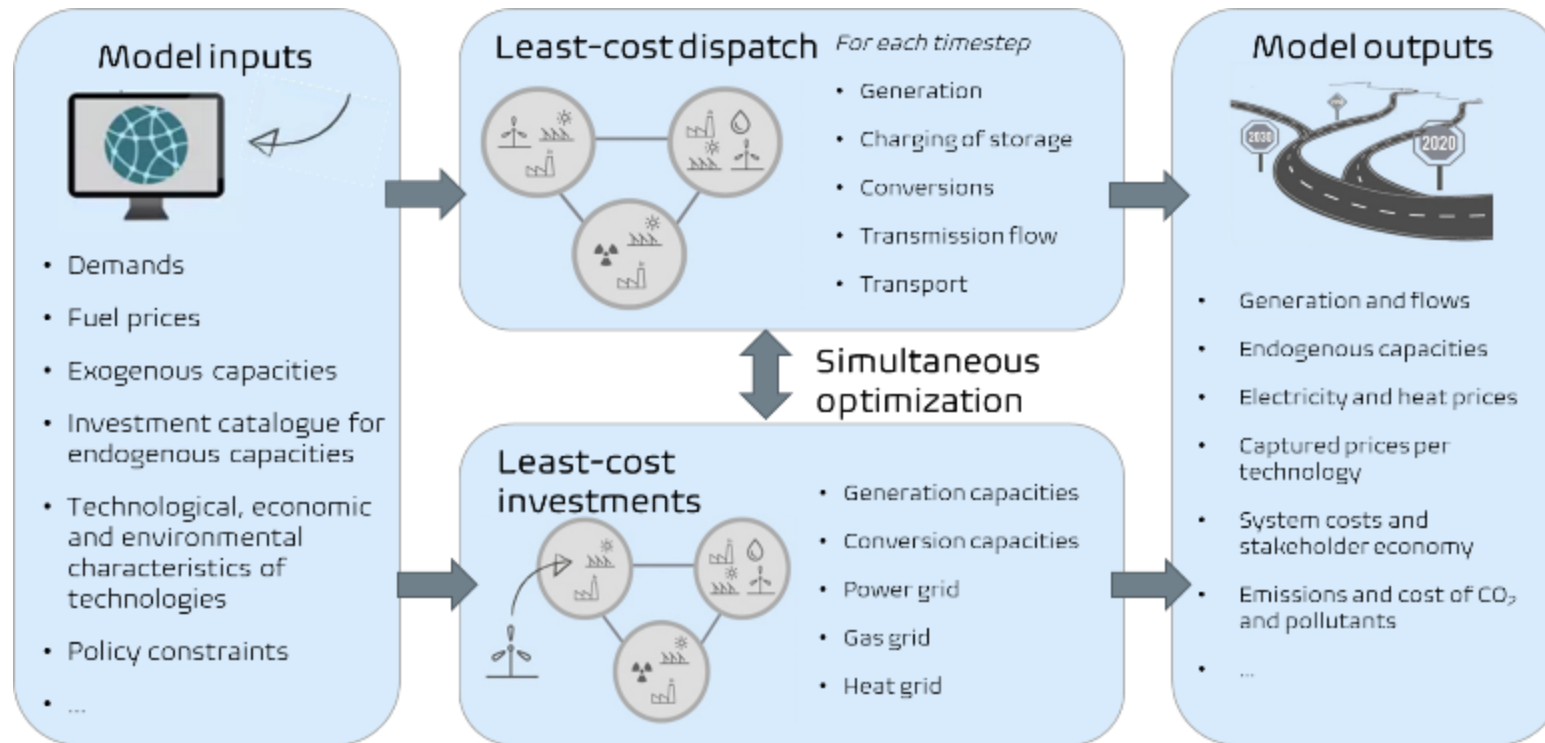 Model inputs
• Demands
• Fuel prices
• Exogenous capacities
• Investment catalogue for
endogenous capacities
• Technological, economic
and environmental
characteristics of
technologies
• Policy constraints
• ...
Least-cost dispatch
For each timestep
• Generation
• Charging of storage
• Conversions
• Transmission flow
• Transport
Simultaneous
optimization
Least-cost
investments
• Generation capacities
• Conversion capacities
• Power grid
• Gas grid
• Heat grid
Model outputs
2030
2020
• Generation and flows
• Endogenous capacities
• Electricity and heat prices
• Captured prices per
technology
• System costs and
stakeholder economy
• Emissions and cost of CO₂
and pollutants
• ...